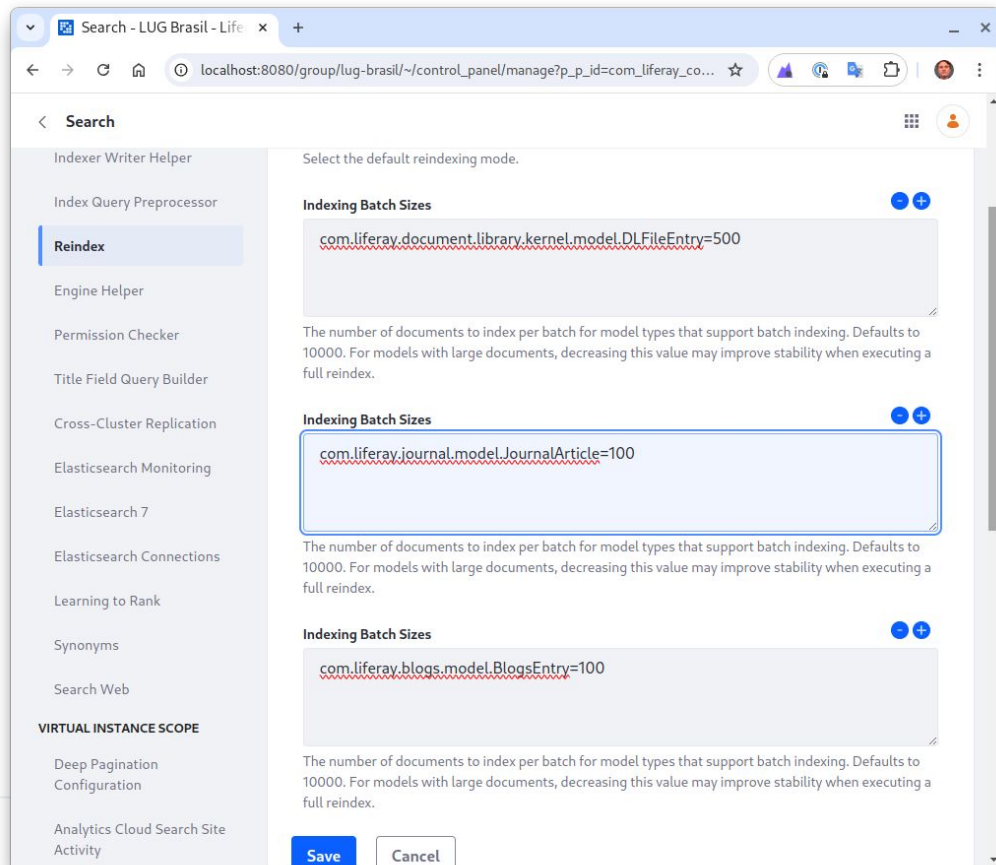 Search - LUG Brasil - Life
localhost:8080/group/lug-brasil/~/control_panel/manage?p_p_id=com_liferay_co...
Search
Indexer Writer Helper
Index Query Preprocessor
Reindex
Engine Helper
Permission Checker
Title Field Query Builder
Cross-Cluster Replication
Elasticsearch Monitoring
Elasticsearch 7
Elasticsearch Connections
Learning to Rank
Synonyms
Search Web
VIRTUAL INSTANCE SCOPE
Deep Pagination
Configuration
Analytics Cloud Search Site
Activity
Select the default reindexing mode.
Indexing Batch Sizes
com.liferay.document.library.kernel.model.DLFileEntry=500
The number of documents to index per batch for model types that support batch indexing. Defaults to
10000. For models with large documents, decreasing this value may improve stability when executing a
full reindex.
Indexing Batch Sizes
com.liferay.journal.model.JournalArticle=100
The number of documents to index per batch for model types that support batch indexing. Defaults to
10000. For models with large documents, decreasing this value may improve stability when executing a
full reindex.
Indexing Batch Sizes
com.liferay.blogs.model.BlogsEntry=100
The number of documents to index per batch for model types that support batch indexing. Defaults to
10000. For models with large documents, decreasing this value may improve stability when executing a
full reindex.
Save
Cancel